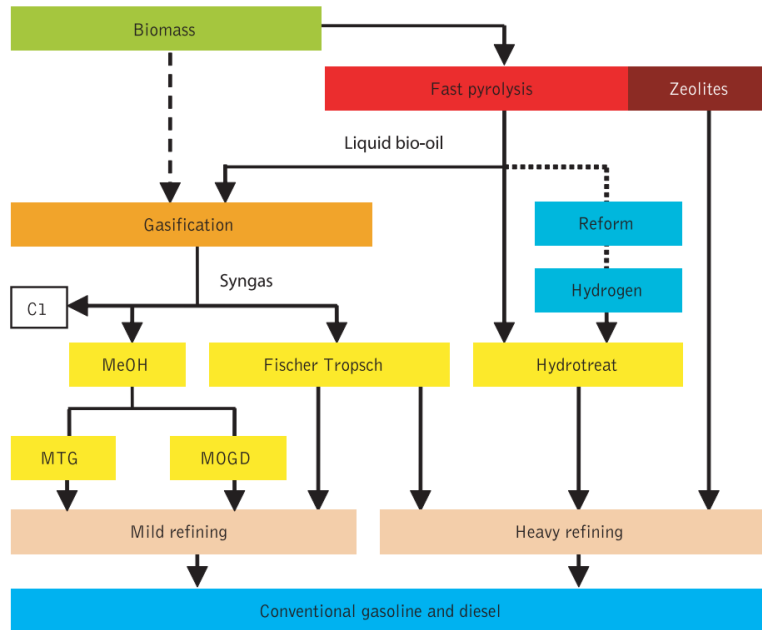 Biomass
Fast pyrolysis
Zeolites
Liquid bio-oil
Gasification
Reform
Syngas
Hydrogen
C1
MeOH
Fischer Tropsch
Hydrotreat
MTG
MOGD
Mild refining
Heavy refining
Conventional gasoline and diesel